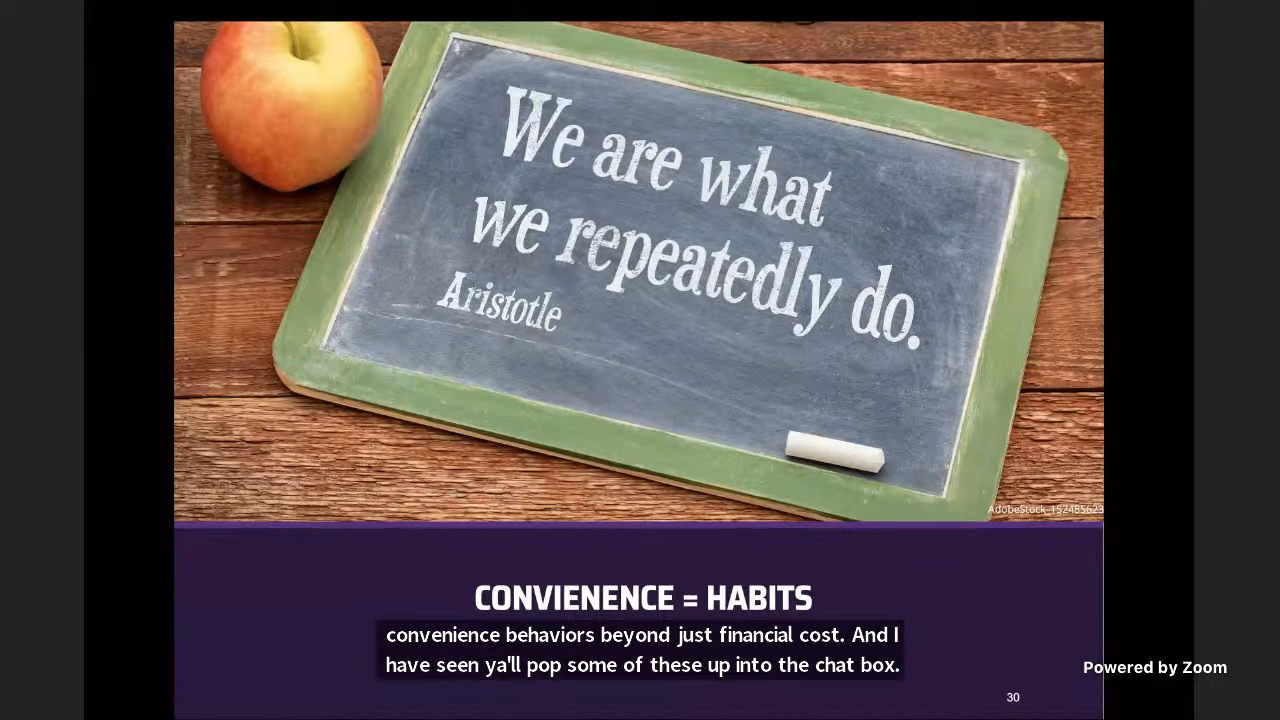 We are what
we repeatedly do.
Aristotle
AdobeStock_152485623
CONVIENENCE = HABITS
convenience behaviors beyond just financial cost. And I
have seen ya'll pop some of these up into the chat box.
Powered by Zoom
30